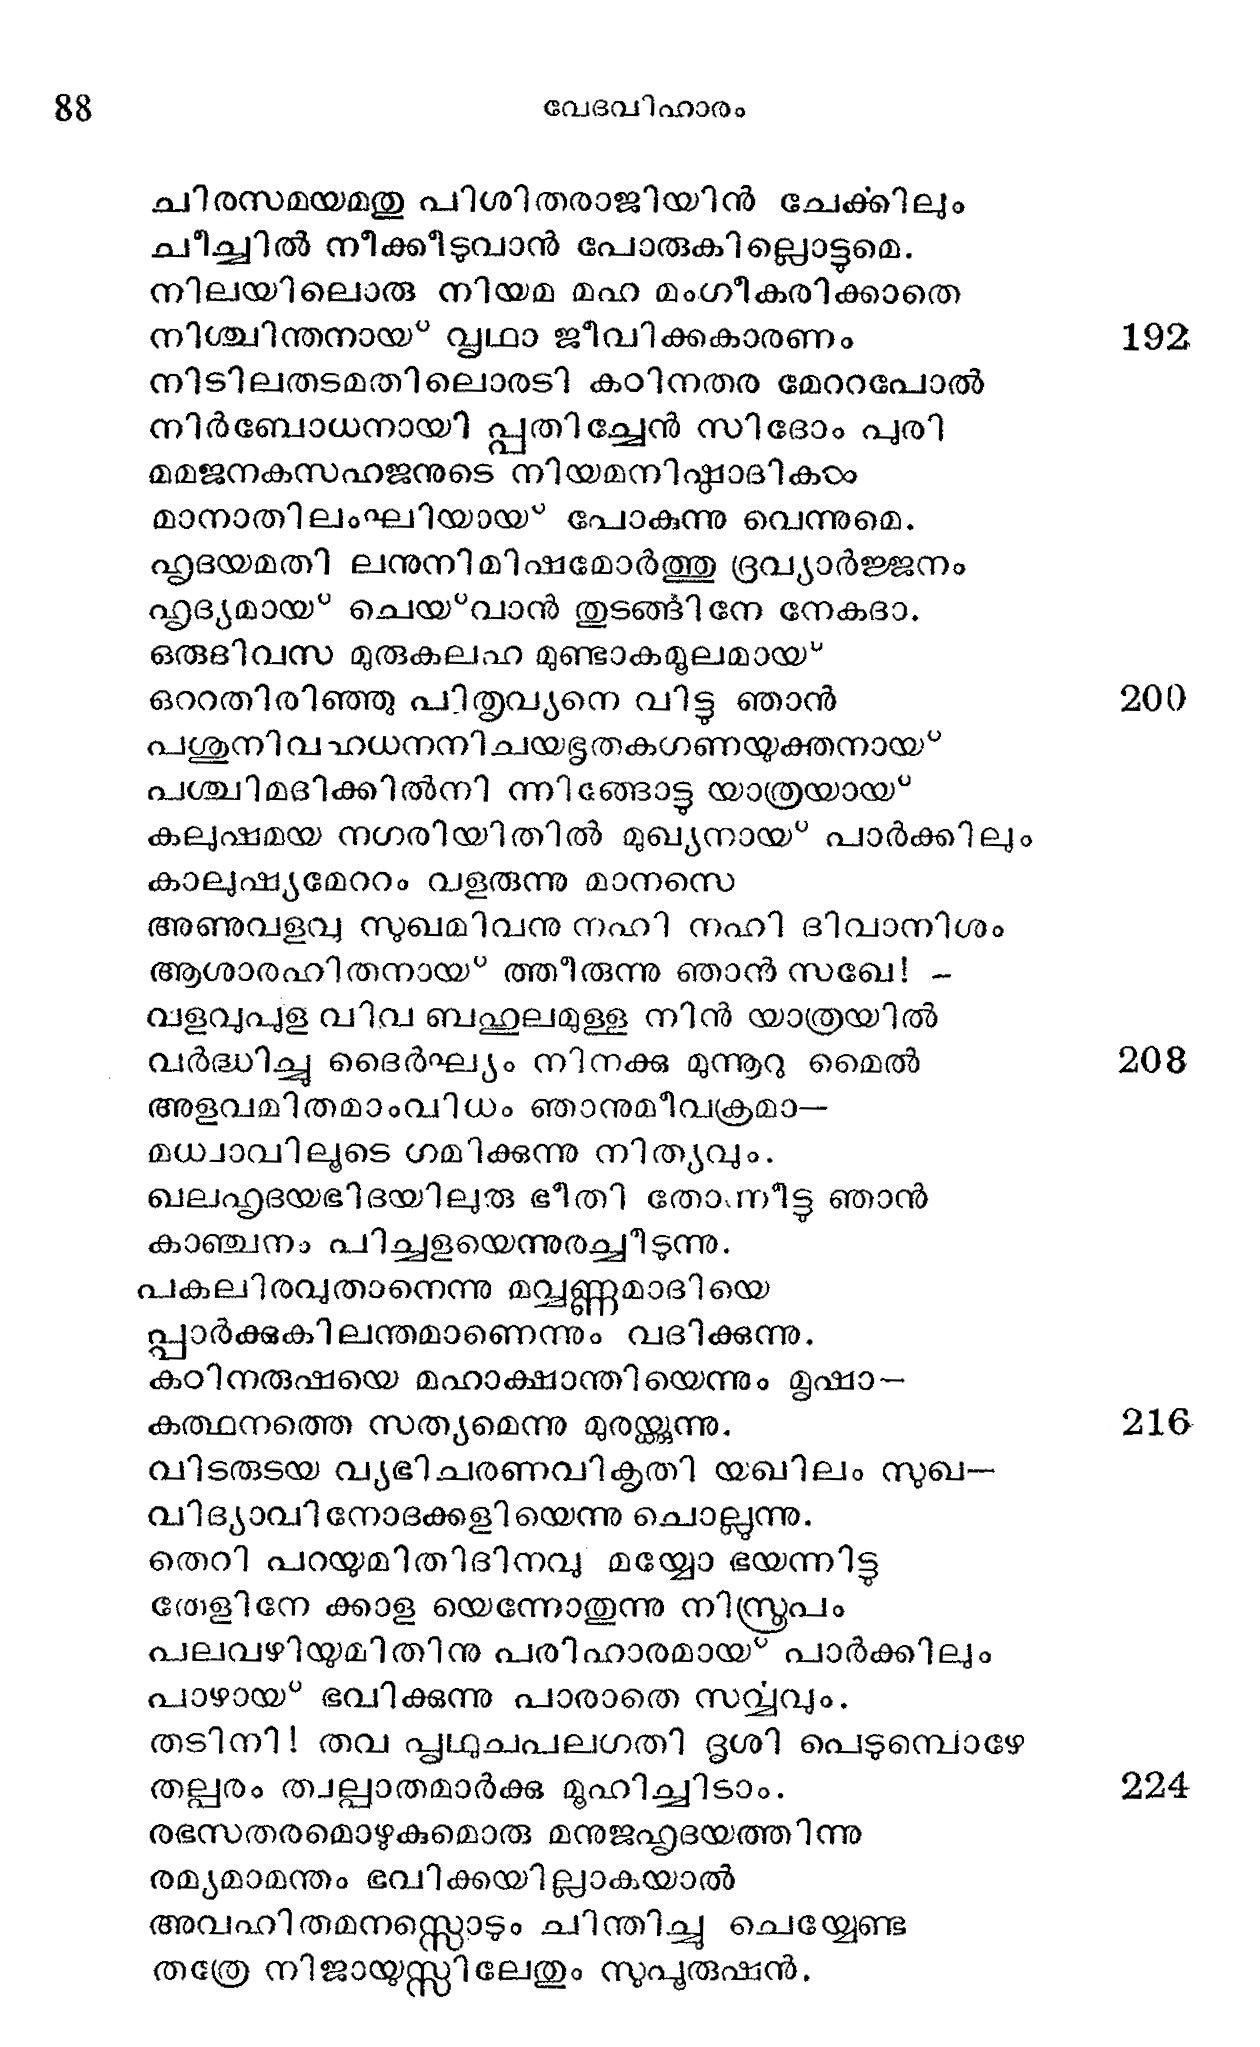 88
വേദവിഹാരം
ചിരസമയമതു പിശിതരാജിയിൻ ചേൎക്കിലും
ചീച്ചിൽ നീക്കീടുവാൻ പോരുകില്ലൊട്ടുമെ.
നിലയിലൊരു നിയമ മഹ മംഗീകരിക്കാതെ
നിശ്ചിന്തനായ് വൃഥാ ജീവിക്കകാരണം 192
നിടിലതടമതിലൊരടി കഠിനതര മേററപോൽ
നിർബോധനായി പ്പതിച്ചേൻ സിദോം പുരി
മമജനകസഹജനുടെ നിയമനിഷ്ഠാദികൾ
മാനാതിലംഘിയായ് പോകുന്നു വെന്നുമെ.
ഹൃദയമതി ലനുനിമിഷമോർത്തു ദ്രവ്യാർജ്ജനം
ഹൃദ്യമായ് ചെയ്‌വാൻ തുടങ്ങിനേ നേകദാ.
ഒരുദിവസ മുരുകലഹ മുണ്ടാകമൂലമായ്
ഒററതിരിഞ്ഞു പിതൃവ്യനെ വിട്ടു ഞാൻ 200
പശുനിവഹധനനിചയഭൃതകഗണയുക്തനായ്
പശ്ചിമദിക്കിൽനി ന്നിങ്ങോട്ടു യാത്രയായ്
കലുഷമയ നഗരിയിതിൽ മുഖ്യനായ് പാർക്കിലും
കാലുഷ്യമേററം വളരുന്നു മാനസെ
അണുവളവു സുഖമിവനു നഹി നഹി ദിവാനിശം
ആശാരഹിതനായ് ത്തീരുന്നു ഞാൻ സഖേ! –
വളവുപുള വിവ ബഹുലമുള്ള നിൻ യാത്രയിൽ
വർദ്ധിച്ചു ദൈർഘ്യം നിനക്കു മുന്നൂറു മൈൽ 208
അളവമിതമാംവിധം ഞാനുമീവക്രമാ—
മധ്വാവിലൂടെ ഗമിക്കുന്നു നിത്യവും.
ഖലഹൃദയഭിദയിലുരു ഭീതി തോന്നീട്ടു ഞാൻ
കാഞ്ചനം പിച്ചളയെന്നുരച്ചീടുന്നു.
പകലിരവുതാനെന്നു മവ്വണ്ണമാദിയെ
പ്പാർക്കുകിലന്തമാണെന്നും വദിക്കുന്നു.
കഠിനരുഷയെ മഹാക്ഷാന്തിയെന്നും മൃഷാ—
കത്ഥനത്തെ സത്യമെന്നു മുരയ്ക്കുന്നു. 216
വിടരുടയ വ്യഭിചരണവികൃതി യഖിലം സുഖ—
വിദ്യാവിനോദക്കളിയെന്നു ചൊല്ലുന്നു.
തെറി പറയുമിതിദിനവു മയ്യോ ഭയന്നിട്ടു
തേളിനേ ക്കാള യെന്നോതുന്നു നിസ്ത്രപം
പലവഴിയുമിതിനു പരിഹാരമായ് പാർക്കിലും
പാഴായ് ഭവിക്കുന്നു പാരാതെ സൎവ്വവും.
തടിനി! തവ പൃഥുചപലഗതി ദൃശി പെടുമ്പൊഴേ
തല്പരം ത്വല്പാതമാർക്കു മൂഹിച്ചിടാം. 224
രഭസതരമൊഴുകുമൊരു മനുജഹൃദയത്തിന്നു
രമ്യമാമന്തം ഭവിക്കയില്ലാകയാൽ
അവഹിതമനസ്സൊടും ചിന്തിച്ചു ചെയ്യേണ്ട
തത്രേ നിജായുസ്സിലേതും സുപൂരുഷൻ.